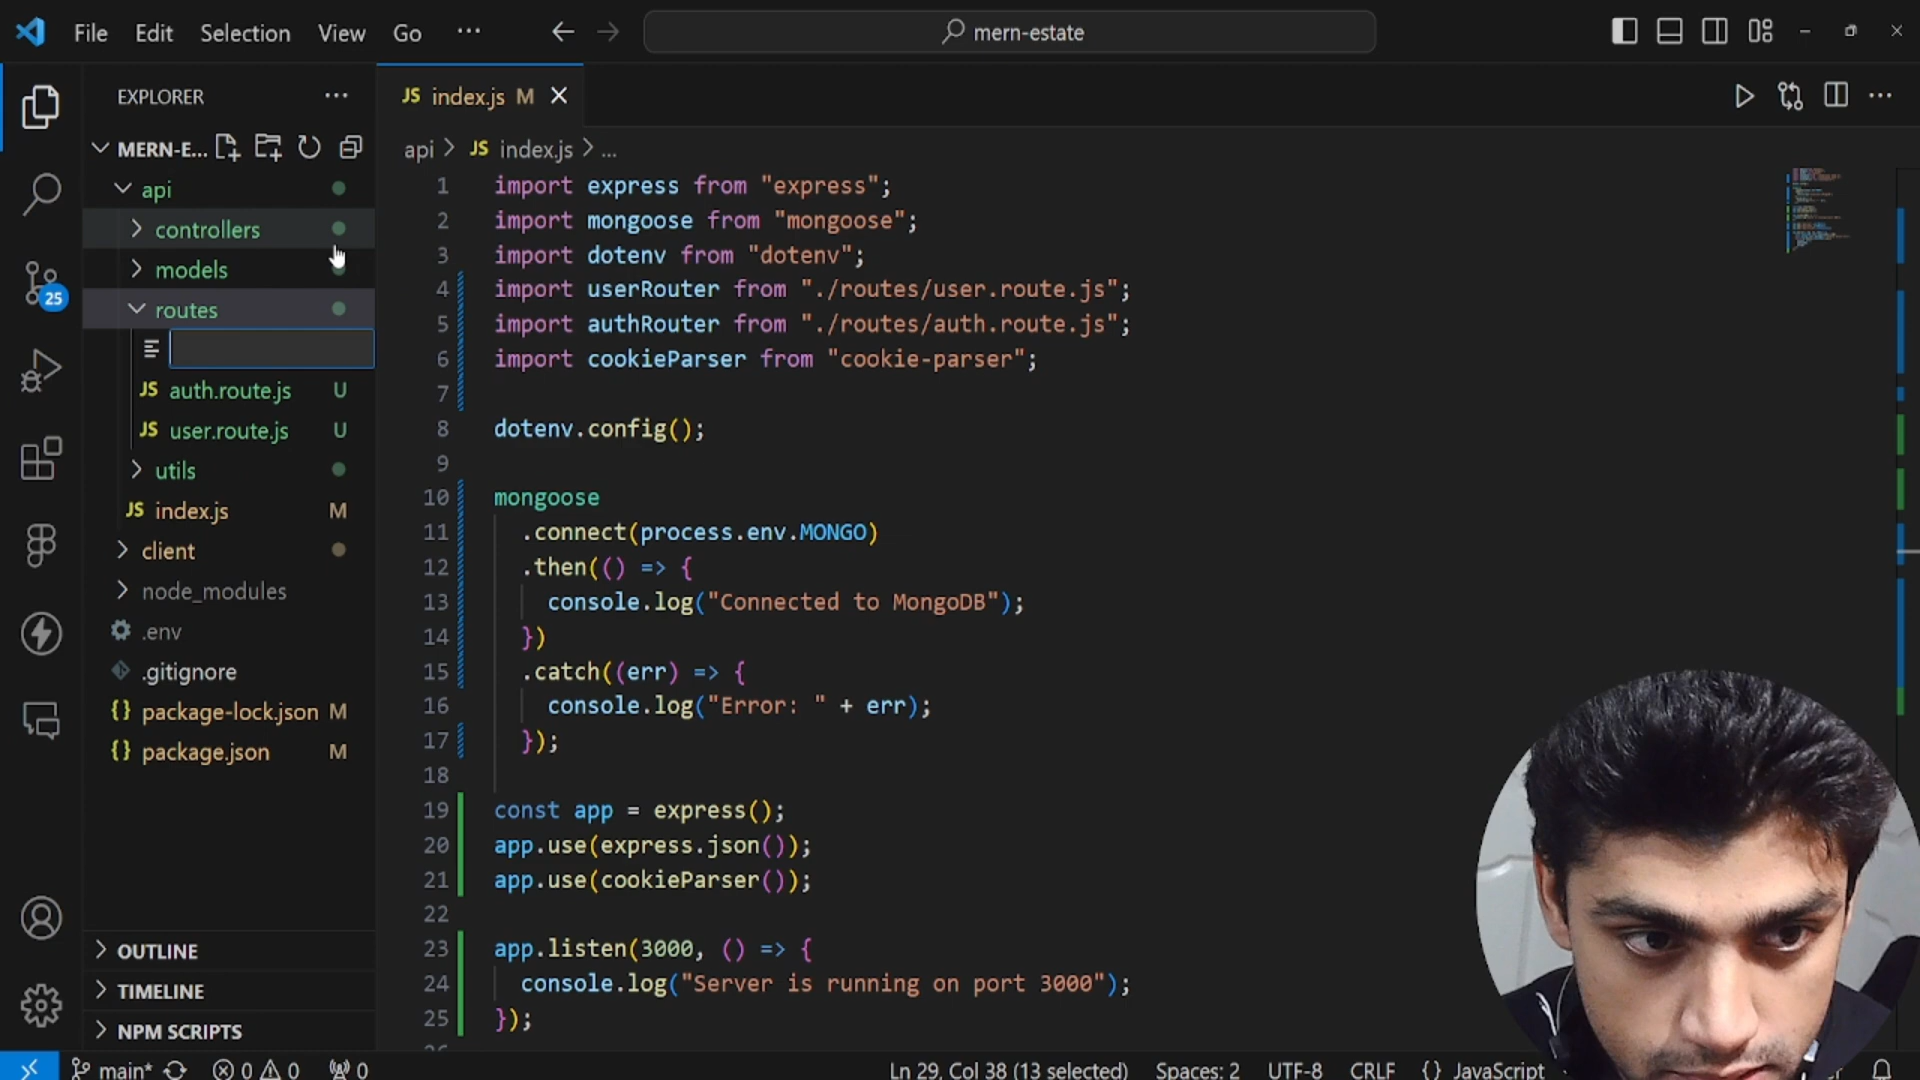 File Edit Selection View Go ···
mern-estate
EXPLORER
MERN-E...
api
controllers
models
routes
JS auth.route.js U
JS user.route.js U
utils
JS index.js M
client
node_modules
.env
.gitignore
{} package-lock.json M
{} package.json M
OUTLINE
TIMELINE
NPM SCRIPTS
25
JS index.js M
api > JS index.js > ...
1 import express from "express";
2 import mongoose from "mongoose";
3 import dotenv from "dotenv";
4 import userRouter from "./routes/user.route.js";
5 import authRouter from "./routes/auth.route.js";
6 import cookieParser from "cookie-parser";
7
8 dotenv.config();
9
10 mongoose
11 .connect(process.env.MONGO)
12 .then(() => {
13 console.log("Connected to MongoDB");
14 })
15 .catch((err) => {
16 console.log("Error: " + err);
17 });
18
19 const app = express();
20 app.use(express.json());
21 app.use(cookieParser());
22
23 app.listen(3000, () => {
24 console.log("Server is running on port 3000");
25 });
main* 0 0 0 Ln 29, Col 38 (13 selected) Spaces: 2 UTF-8 CRLF {} JavaScript